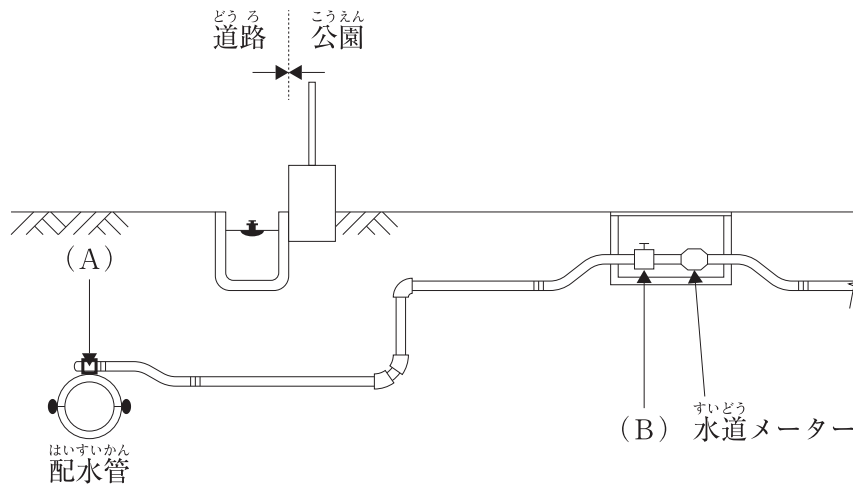 どうろ こうえん
道路 公園
（A）
（B）
すいどう
水道メーター
はいすいかん
配水管